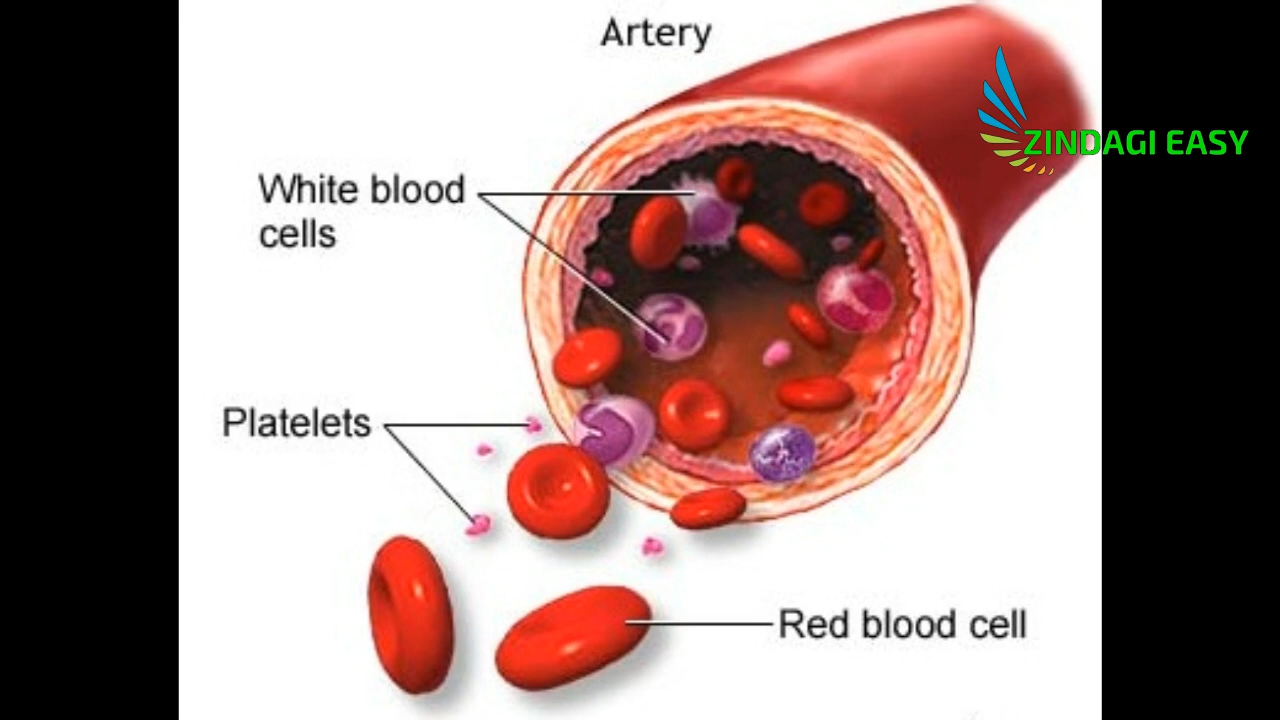 Artery
ZINDAGI EASY
White blood
cells
Platelets
Red blood cell